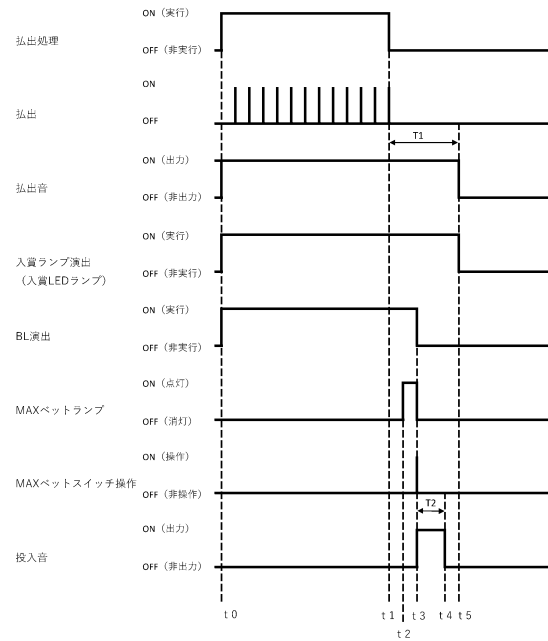 ON（実行）
払出処理
OFF（非実行）
ON
払出
OFF
T1
ON（出力）
払出音
OFF（非出力）
ON（実行）
入賞ランプ演出
（入賞LEDランプ）
OFF（非実行）
ON（実行）
BL演出
OFF（非実行）
ON（点灯）
MAXベットランプ
OFF（消灯）
ON（操作）
MAXベットスイッチ操作
OFF（非操作）
T2
ON（出力）
投入音
OFF（非出力）
t0 t1 t3 t4 t5
t2